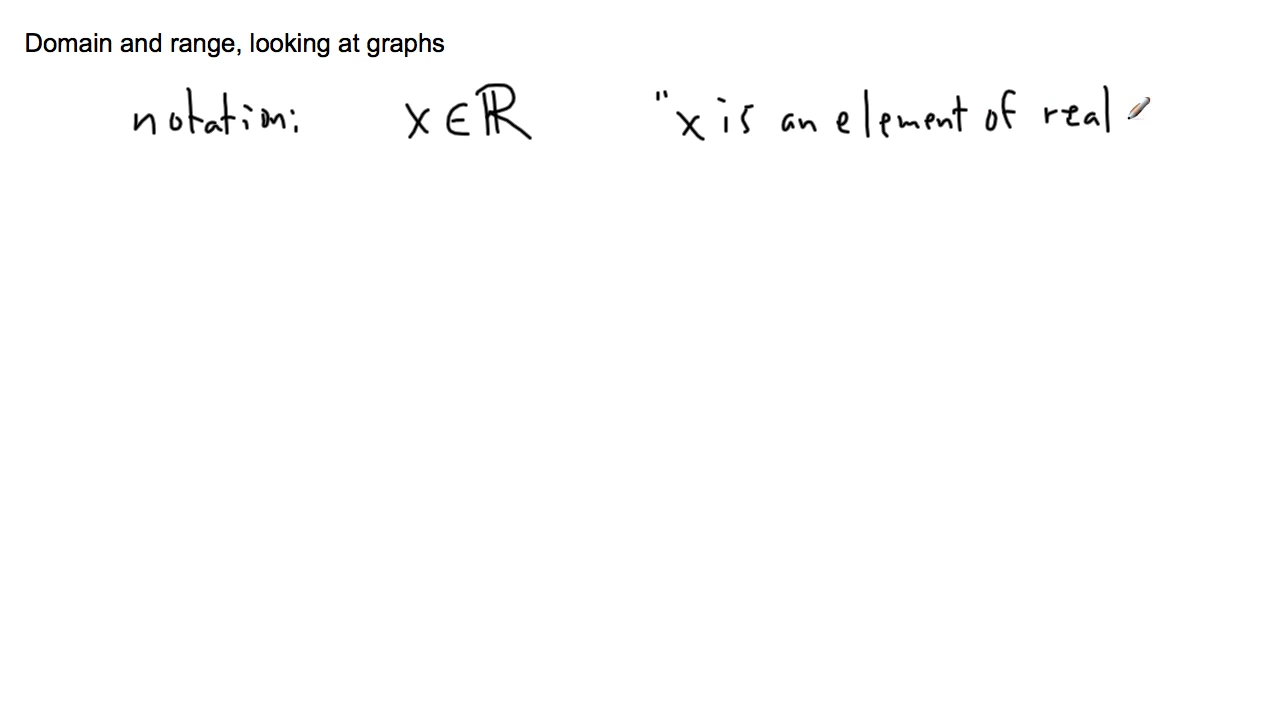 Domain and range, looking at graphs
notation: x ∈ ℝ "x is an element of real